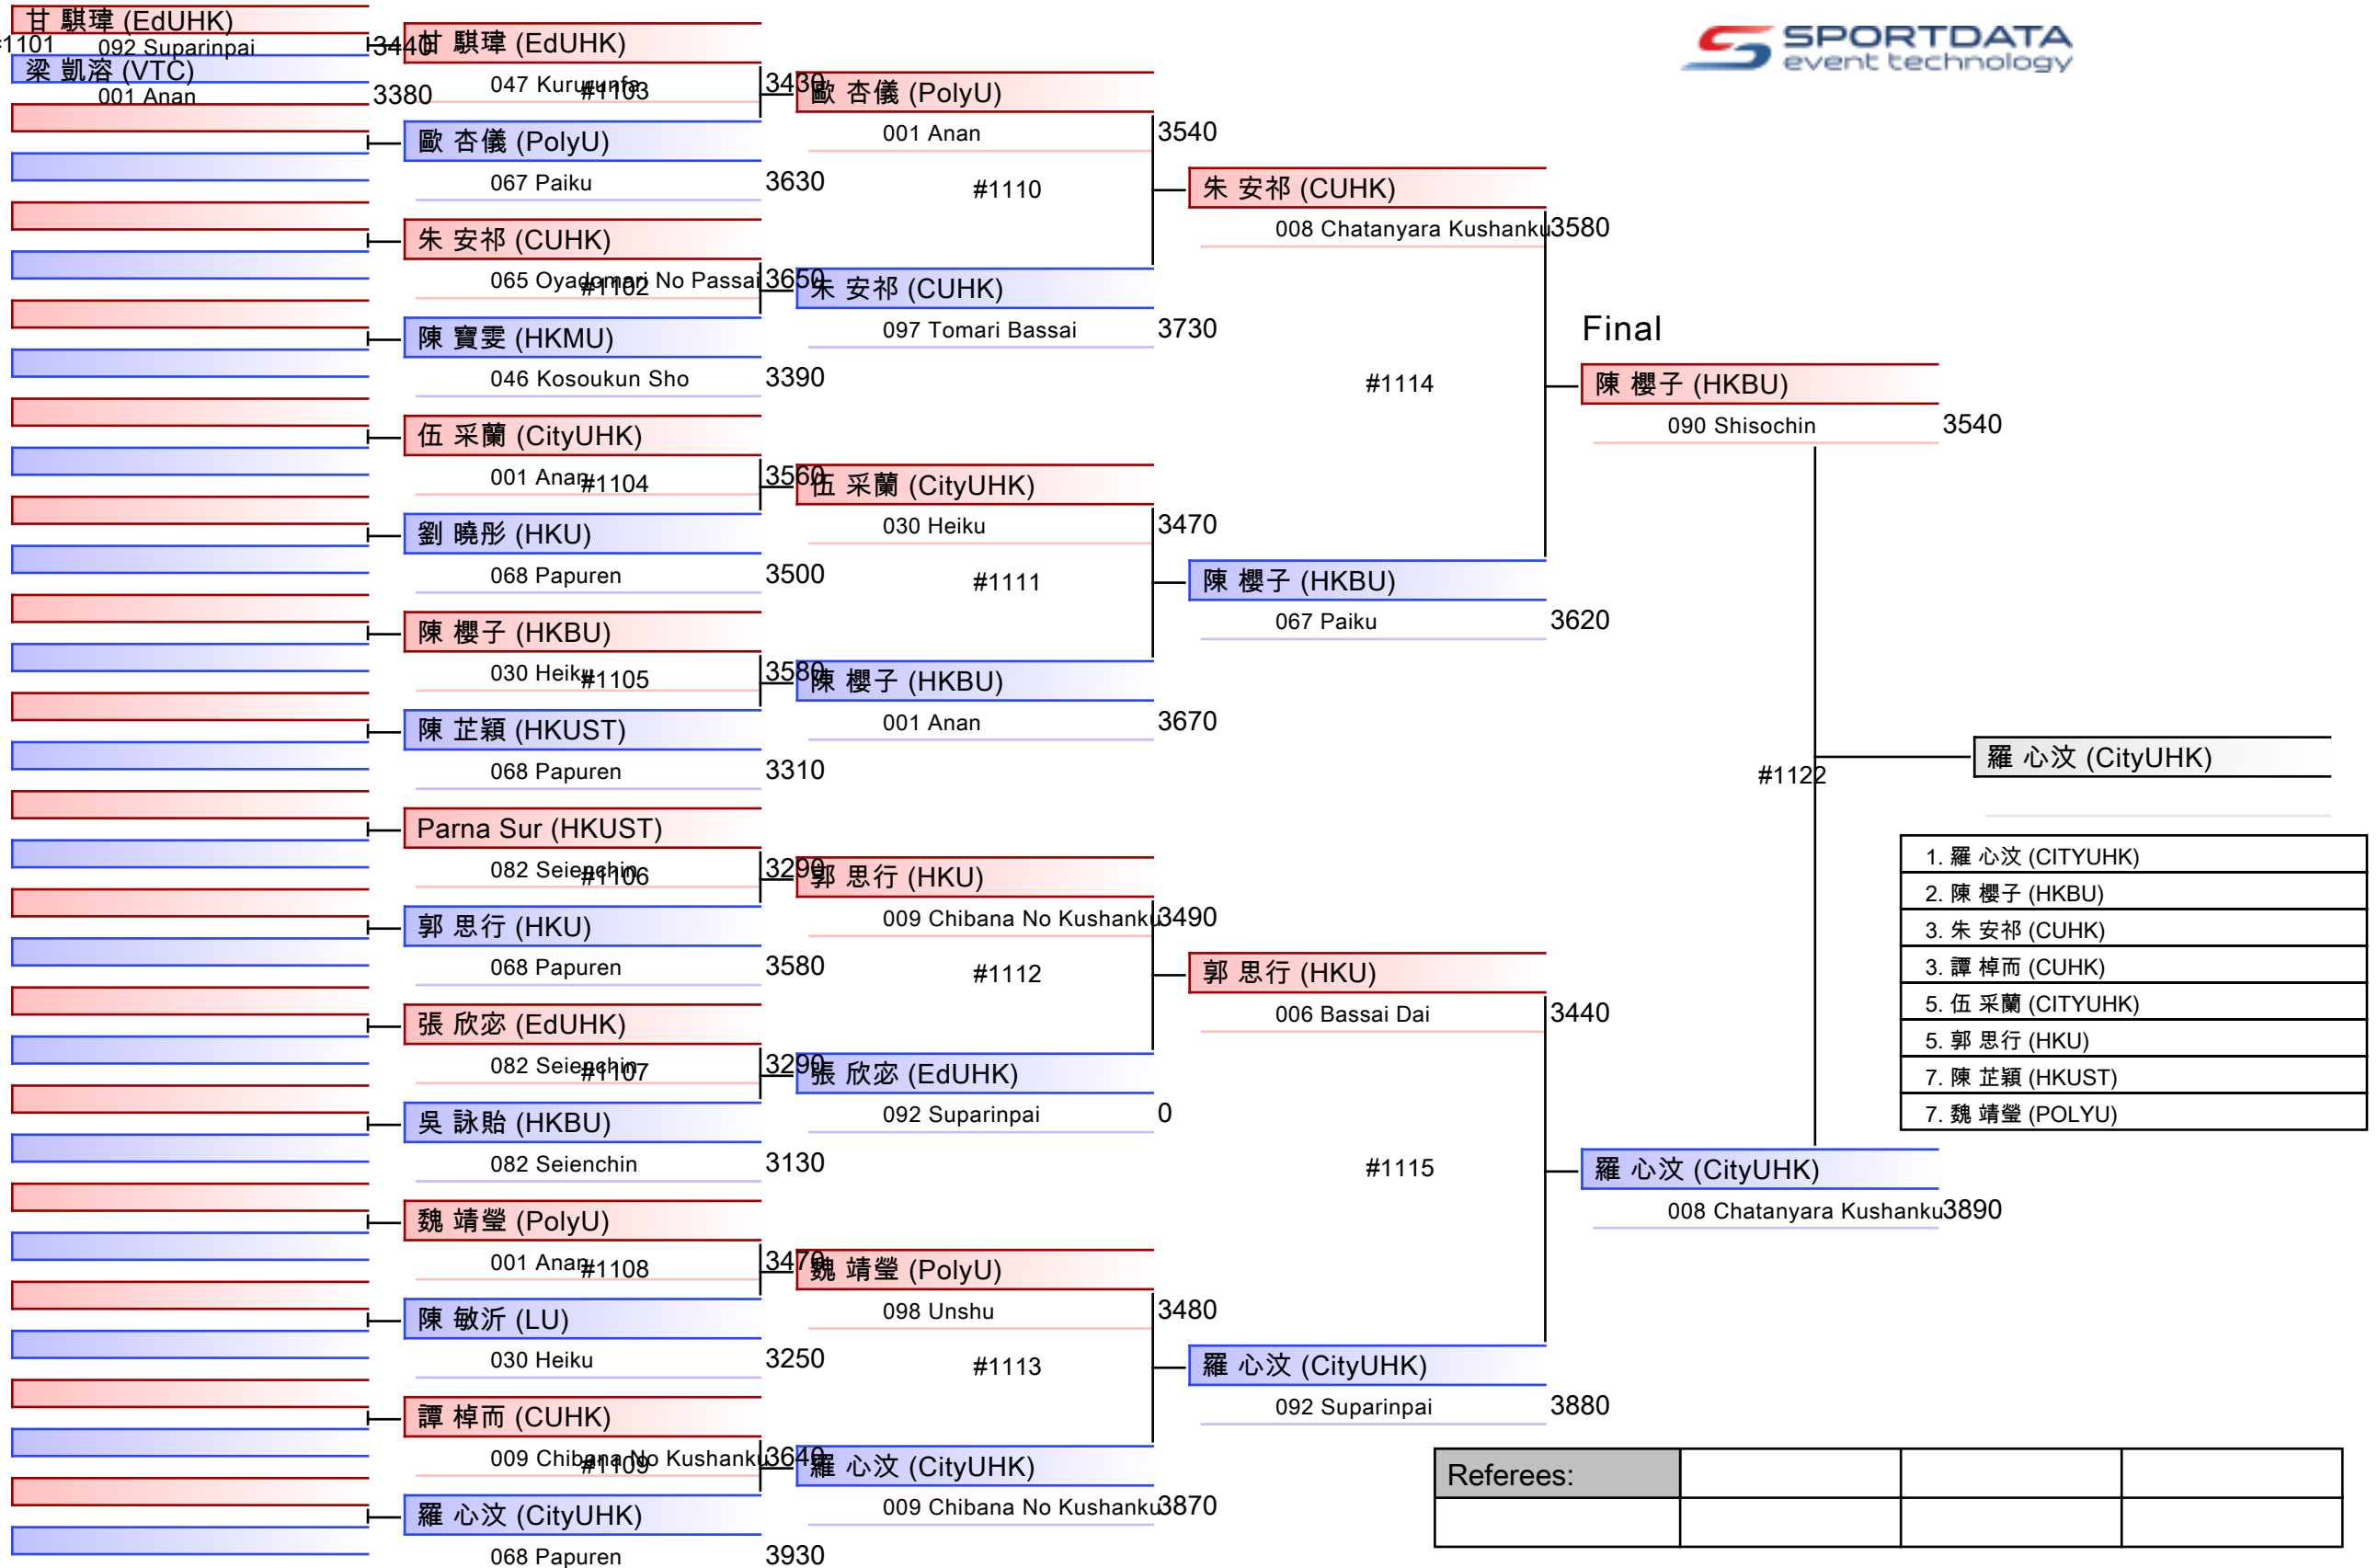 甘 騏瑋 (EdUHK)
#1101
092 Suparinpai
3440
梁 凱溶 (VTC)
001 Anan
3380
甘 騏瑋 (EdUHK)
047 Kururunfa
3430
#1103
歐 杏儀 (PolyU)
067 Paiku
3630
朱 安祁 (CUHK)
065 Oyadomari No Passai
3650
#1102
陳 寶雯 (HKMU)
046 Kosoukun Sho
3390
伍 采蘭 (CityUHK)
001 Anan
3560
#1104
劉 曉彤 (HKU)
068 Papuren
3500
陳 櫻子 (HKBU)
030 Heiku
3580
#1105
陳 芷穎 (HKUST)
068 Papuren
3310
Parna Sur (HKUST)
082 Seienchin
3290
#1106
郭 思行 (HKU)
068 Papuren
3580
張 欣宓 (EdUHK)
082 Seienchin
3290
#1107
吳 詠貽 (HKBU)
082 Seienchin
3130
魏 靖瑩 (PolyU)
001 Anan
3470
#1108
陳 敏沂 (LU)
030 Heiku
3250
譚 棹而 (CUHK)
009 Chibana No Kushanku
3640
#1109
羅 心汶 (CityUHK)
068 Papuren
3930
歐 杏儀 (PolyU)
001 Anan
3540
#1110
朱 安祁 (CUHK)
097 Tomari Bassai
3730
伍 采蘭 (CityUHK)
030 Heiku
3470
#1111
陳 櫻子 (HKBU)
001 Anan
3670
郭 思行 (HKU)
009 Chibana No Kushanku
3490
#1112
張 欣宓 (EdUHK)
092 Suparinpai
0
魏 靖瑩 (PolyU)
098 Unshu
3480
#1113
羅 心汶 (CityUHK)
009 Chibana No Kushanku
3870
朱 安祁 (CUHK)
008 Chatanyara Kushanku
3580
#1114
陳 櫻子 (HKBU)
067 Paiku
3620
郭 思行 (HKU)
006 Bassai Dai
3440
#1115
羅 心汶 (CityUHK)
092 Suparinpai
3880
SPORTDATA
event technology
Final
陳 櫻子 (HKBU)
090 Shisochin
3540
#1122
羅 心汶 (CityUHK)
008 Chatanyara Kushanku
3890
羅 心汶 (CityUHK)
1. 羅 心汶 (CITYUHK)
2. 陳 櫻子 (HKBU)
3. 朱 安祁 (CUHK)
3. 譚 棹而 (CUHK)
5. 伍 采蘭 (CITYUHK)
5. 郭 思行 (HKU)
7. 陳 芷穎 (HKUST)
7. 魏 靖瑩 (POLYU)
Referees: